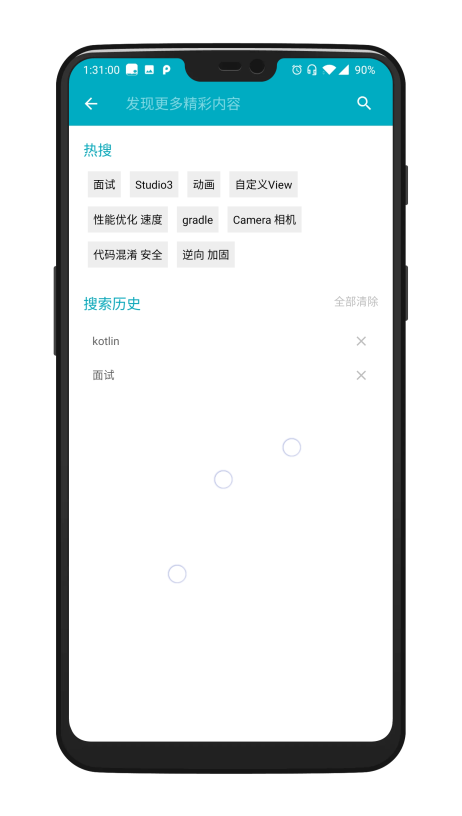 1:31:00 90%
发现更多精彩内容
热搜
面试 Studio3 动画 自定义View
性能优化 速度 gradle Camera 相机
代码混淆 安全 逆向 加固
搜索历史 全部清除
kotlin
面试